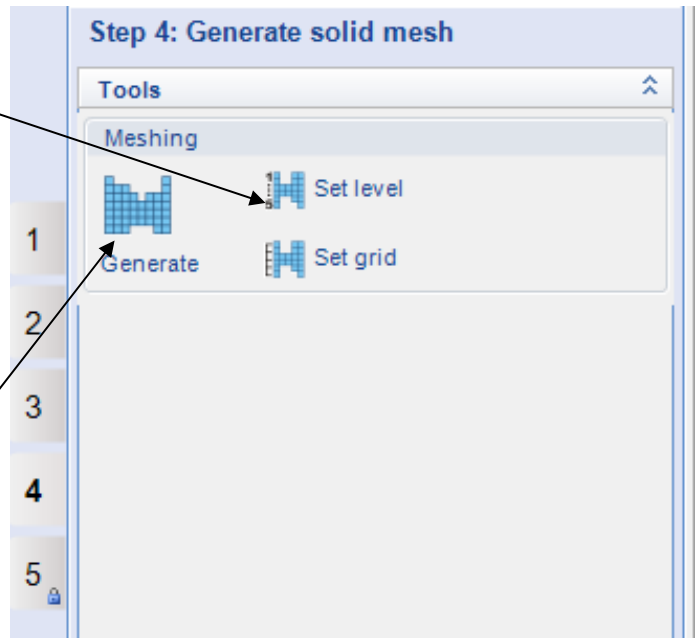 Step 4: Generate solid mesh
Tools
Meshing
Set level
Generate
Set grid
1
2
3
4
5